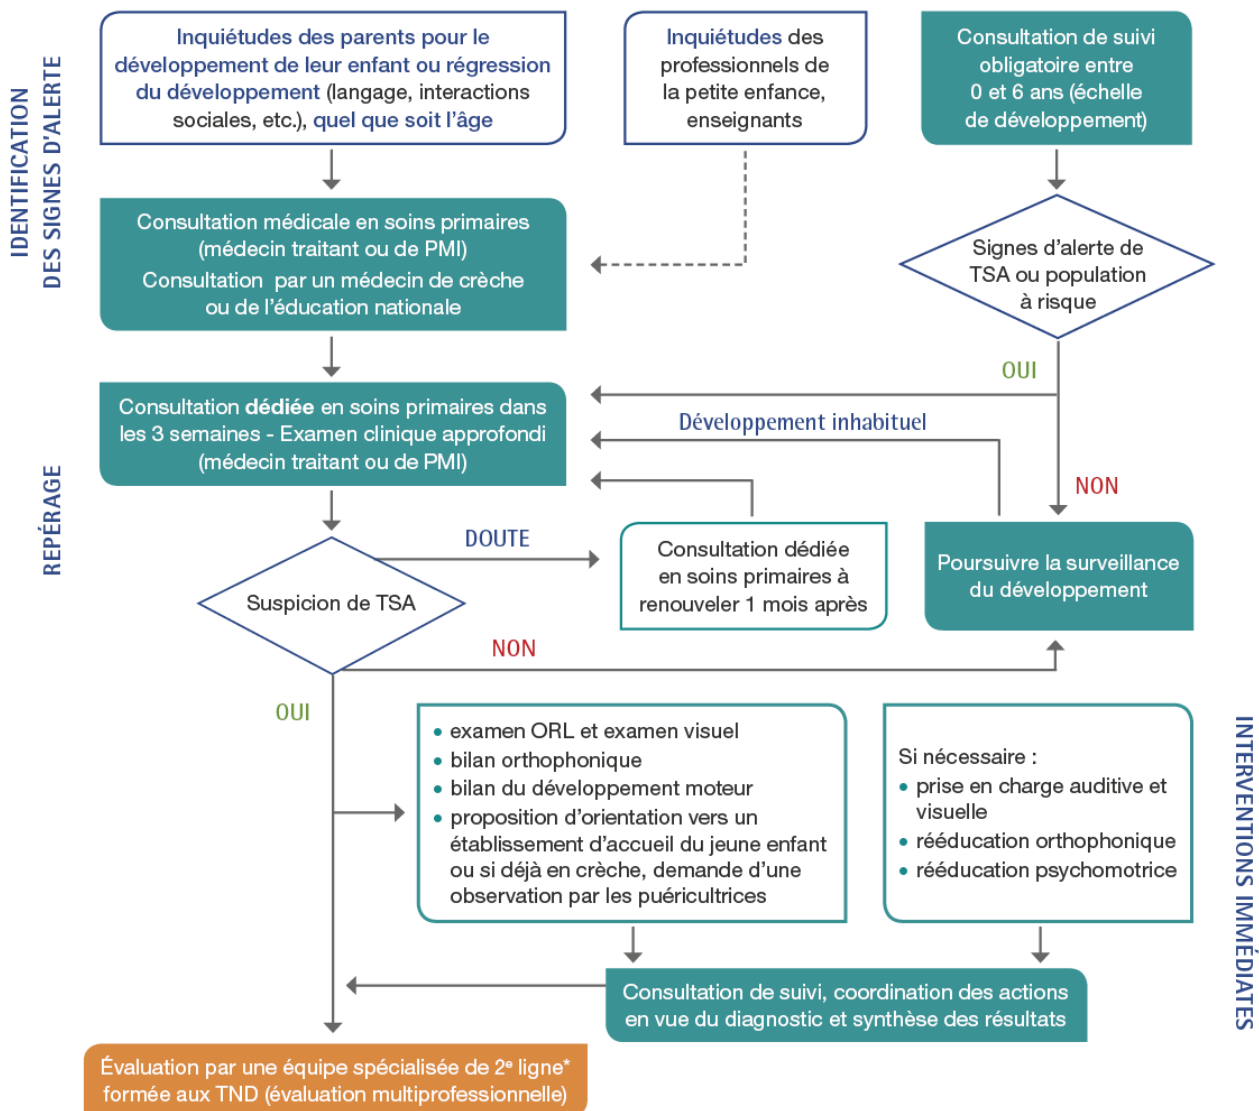 IDENTIFICATION
DES SIGNES D'ALERTE
Inquiétudes des parents pour le
développement de leur enfant ou régression
du développement (langage, interactions
sociales, etc.), quel que soit l'âge
Inquiétudes des
professionnels de
la petite enfance,
enseignants
Consultation de suivi
obligatoire entre
0 et 6 ans (échelle
de développement)
Consultation médicale en soins primaires
(médecin traitant ou de PMI)
Consultation par un médecin de crèche
ou de l'éducation nationale
Signes d'alerte de
TSA ou population
à risque
OUI
NON
Développement inhabituel
REPÉRAGE
Consultation dédiée en soins primaires dans
les 3 semaines - Examen clinique approfondi
(médecin traitant ou de PMI)
DOUTE
Consultation dédiée
en soins primaires à
renouveler 1 mois après
Poursuivre la surveillance
du développement
Suspicion de TSA
NON
OUI
INTERVENTIONS IMMÉDIATES
• examen ORL et examen visuel
• bilan orthophonique
• bilan du développement moteur
• proposition d'orientation vers un
établissement d'accueil du jeune enfant
ou si déjà en crèche, demande d'une
observation par les puéricultrices
Si nécessaire :
• prise en charge auditive et
visuelle
• rééducation orthophonique
• rééducation psychomotrice
Consultation de suivi, coordination des actions
en vue du diagnostic et synthèse des résultats
Évaluation par une équipe spécialisée de 2e ligne*
formée aux TND (évaluation multiprofessionnelle)